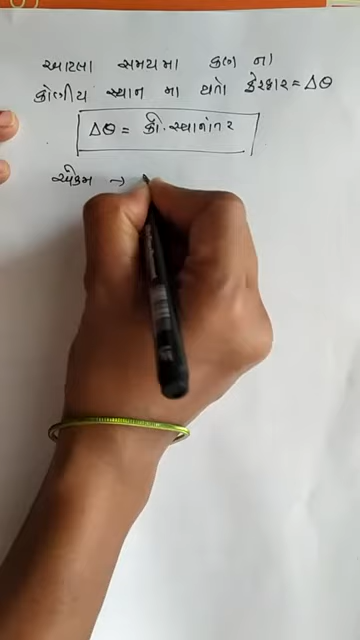 આટલા સમયમા કણ ના
કોણીય સ્થાન મા થતો ફેરફાર = Δθ
Δθ = કો. સ્થાનાંતર
એકમ →